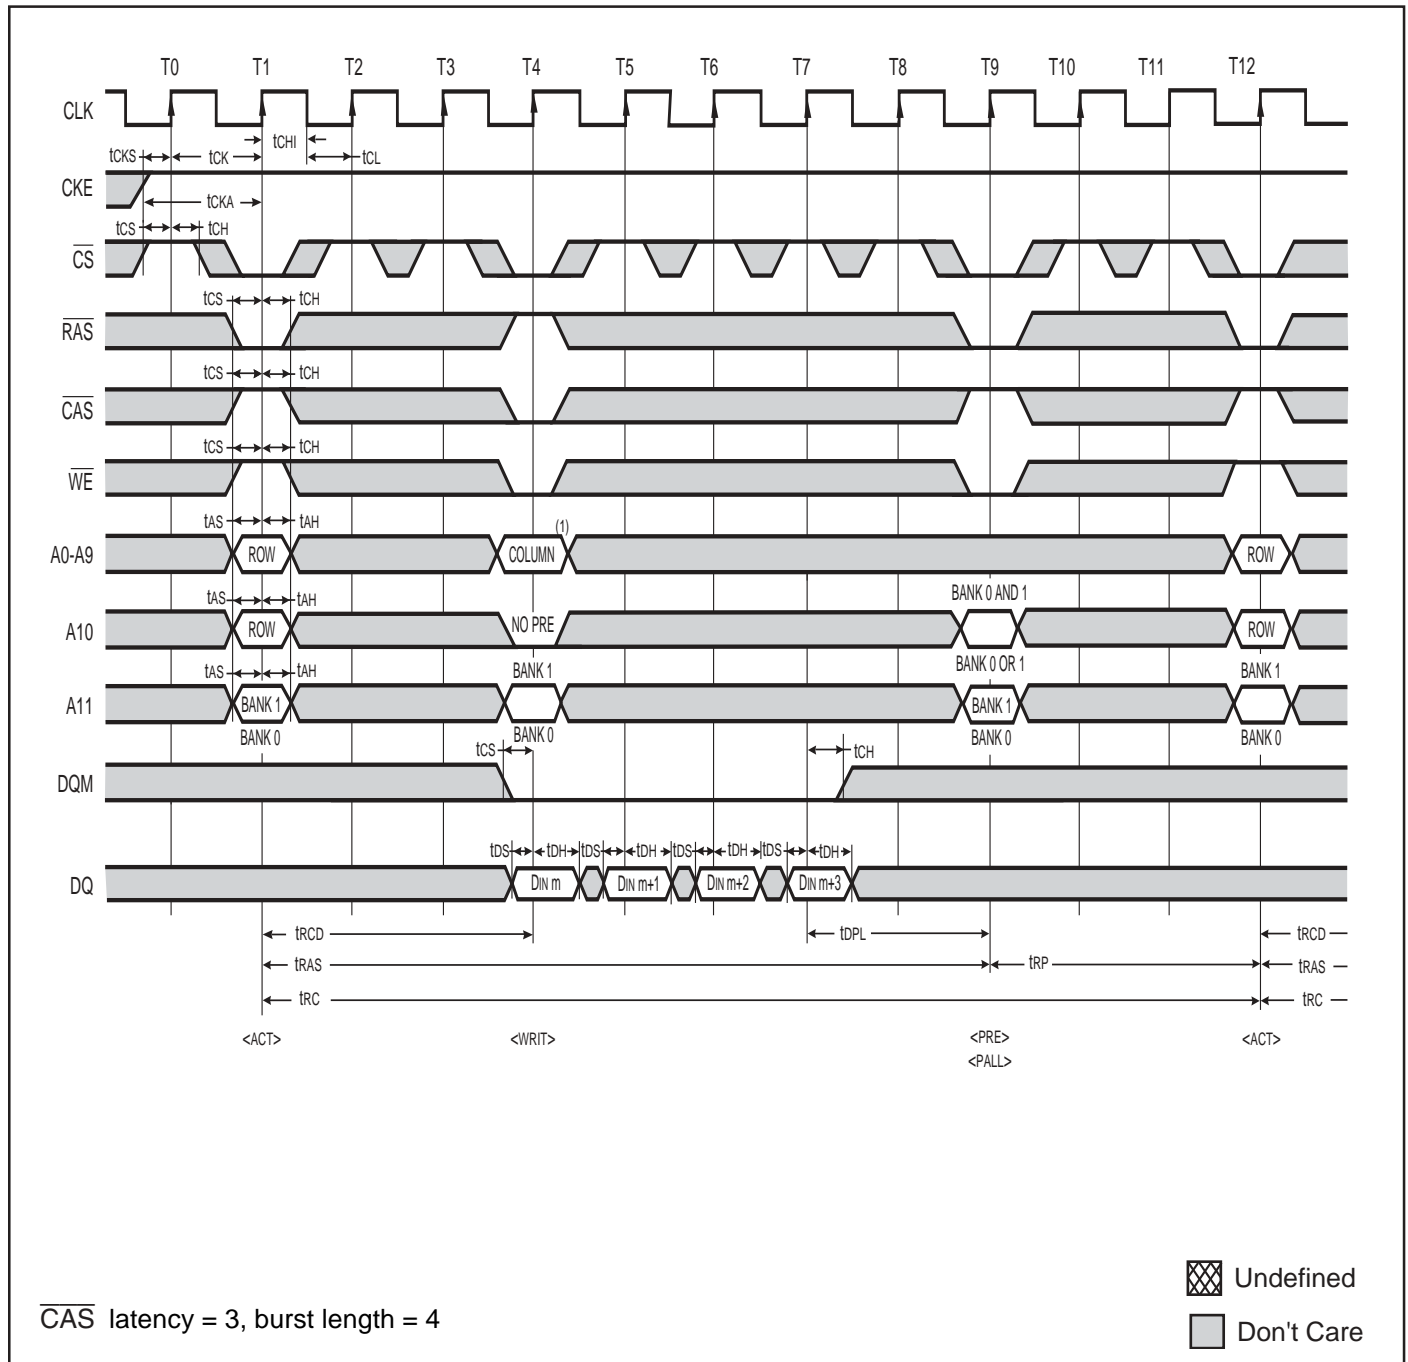 T0 T1 T2 T3 T4 T5 T6 T7 T8 T9 T10 T11 T12
CLK
tCHI
tCKS tCK tCL
CKE
tCKA
tCS tCH
CS
tCS tCH
RAS
tCS tCH
CAS
tCS tCH
WE
tAS tAH (1)
A0-A9 ROW COLUMN ROW
tAS tAH BANK 0 AND 1
A10 ROW NO PRE ROW
tAS tAH BANK 1 BANK 0 OR 1 BANK 1
A11 BANK 1 BANK 1
BANK 0 BANK 0 BANK 0 BANK 0
tCS tCH
DQM
tDS tDH tDS tDH tDS tDH tDS tDH
DQ DIN m DIN m+1 DIN m+2 DIN m+3
tRCD tDPL tRCD
tRAS tRP tRAS
tRC tRC
<ACT> <WRIT> <PRE> <ACT>
<PALL>
Undefined
CAS latency = 3, burst length = 4
Don't Care